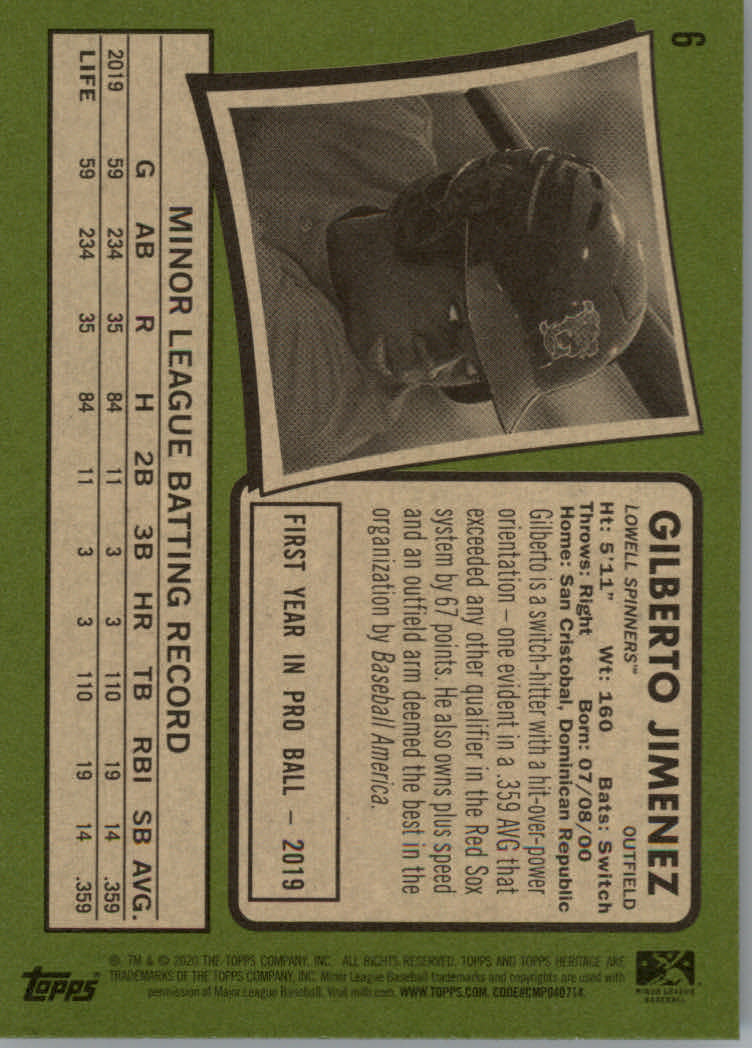 6
GILBERTO JIMENEZ
LOWELL SPINNERS™ OUTFIELD
Ht: 5'11" Wt: 160 Bats: Switch
Throws: Right Born: 07/08/00
Home: San Cristobal, Dominican Republic
Gilberto is a switch-hitter with a hit-over-power
orientation – one evident in a .359 AVG that
exceeded any other qualifier in the Red Sox
system by 67 points. He also owns plus speed
and an outfield arm deemed the best in the
organization by Baseball America.
FIRST YEAR IN PRO BALL – 2019
MINOR LEAGUE BATTING RECORD
G AB R H 2B 3B HR TB RBI SB AVG.
2019 59 234 35 84 11 3 3 110 19 14 .359
LIFE 59 234 35 84 11 3 3 110 19 14 .359
MINOR LEAGUE
BASEBALL
®, TM & © 2020 THE TOPPS COMPANY, INC. ALL RIGHTS RESERVED. TOPPS AND TOPPS HERITAGE ARE
TRADEMARKS OF THE TOPPS COMPANY, INC. Minor League Baseball trademarks and copyrights are used with
permission of Major League Baseball. Visit milb.com. WWW.TOPPS.COM. CODE#CMP040714.
Topps®